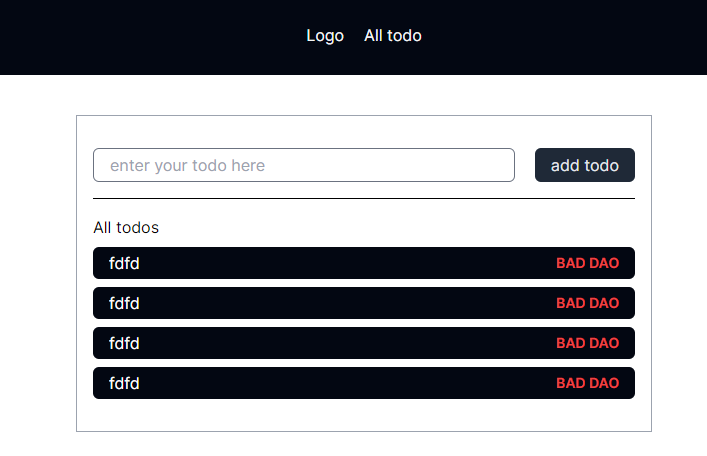 Logo All todo
enter your todo here add todo
All todos
fdfd BAD DAO
fdfd BAD DAO
fdfd BAD DAO
fdfd BAD DAO